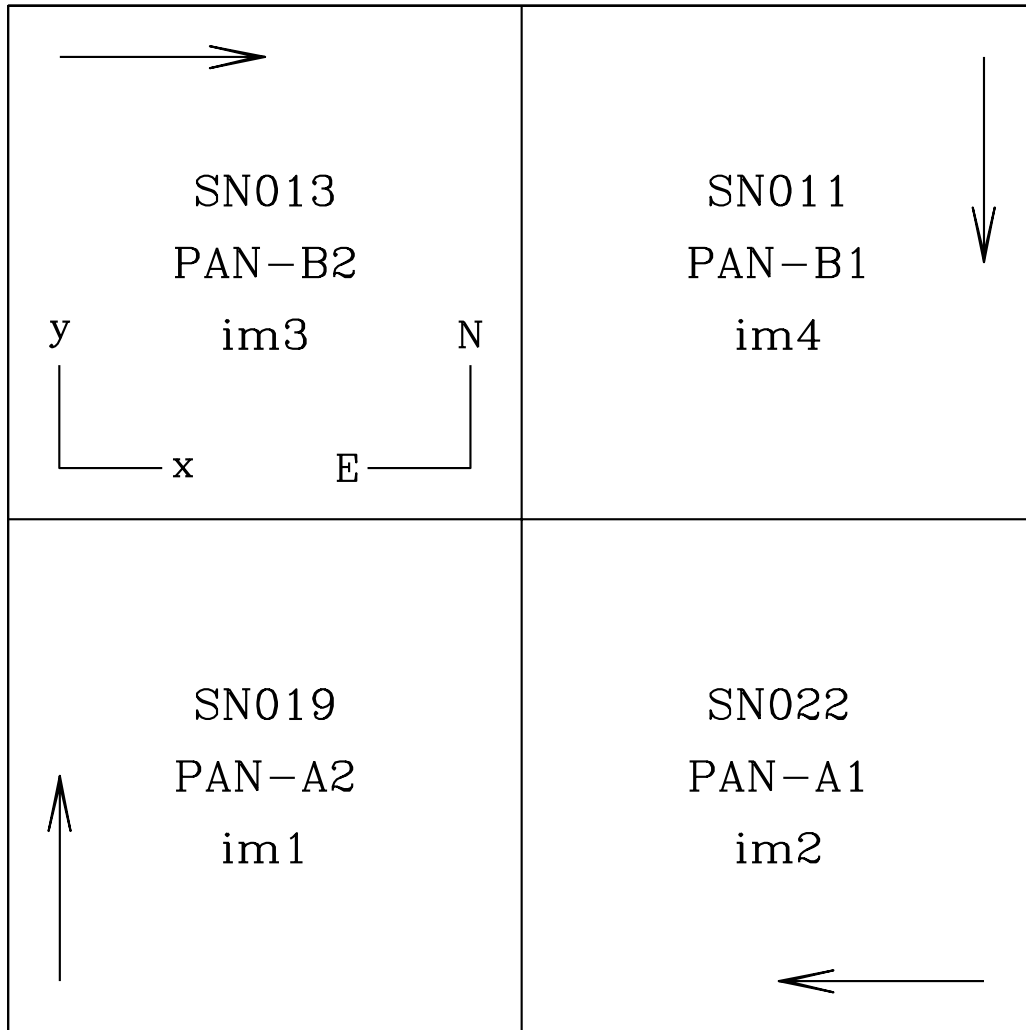 SN013
PAN-B2
im3
y
N
x
E
SN011
PAN-B1
im4
SN019
PAN-A2
im1
SN022
PAN-A1
im2